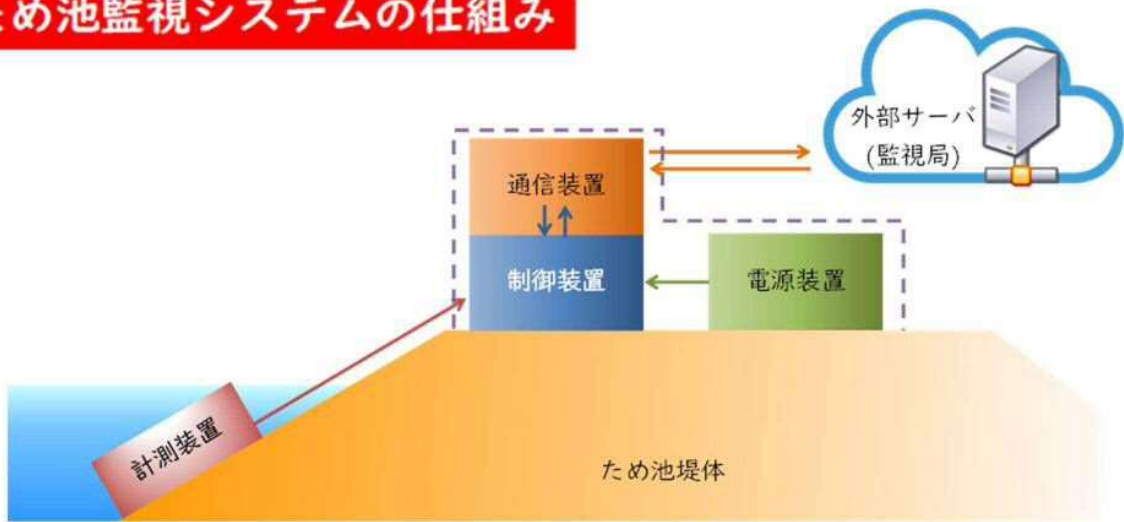 め池監視システムの仕組み
外部サーバ
(監視局)
通信装置
制御装置
電源装置
計測装置
ため池堤体